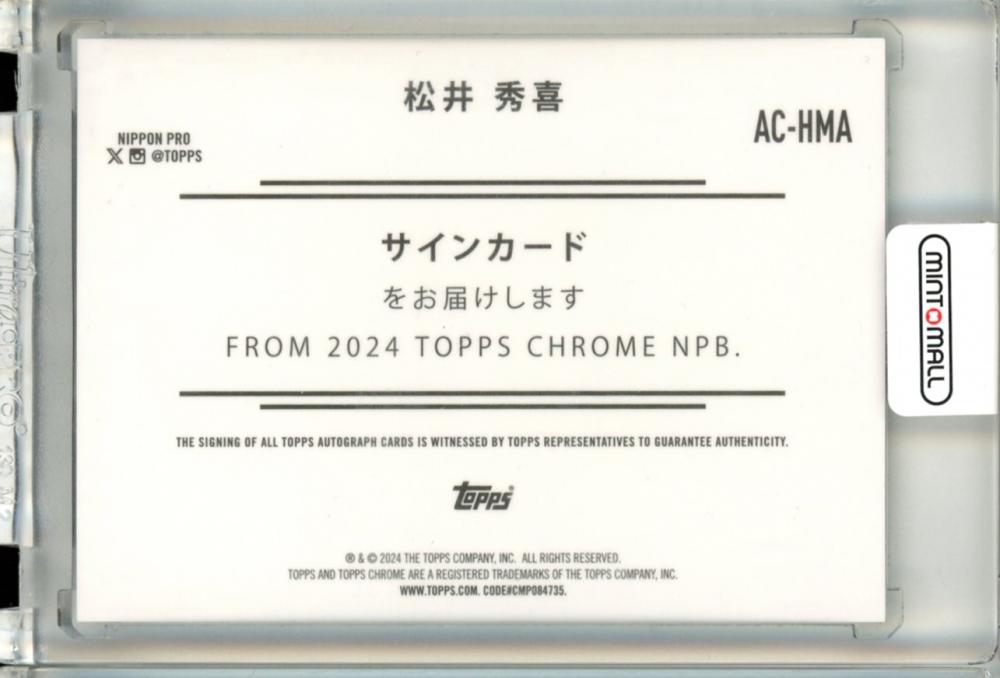 松井 秀喜
AC-HMA
NIPPON PRO
@TOPPS
サインカード
をお届けします
FROM 2024 TOPPS CHROME NPB.
THE SIGNING OF ALL TOPPS AUTOGRAPH CARDS IS WITNESSED BY TOPPS REPRESENTATIVES TO GUARANTEE AUTHENTICITY.
topps
® & © 2024 THE TOPPS COMPANY, INC. ALL RIGHTS RESERVED.
TOPPS AND TOPPS CHROME ARE A REGISTERED TRADEMARKS OF THE TOPPS COMPANY, INC.
WWW.TOPPS.COM. CODE#CMP084735.
MINT MALL